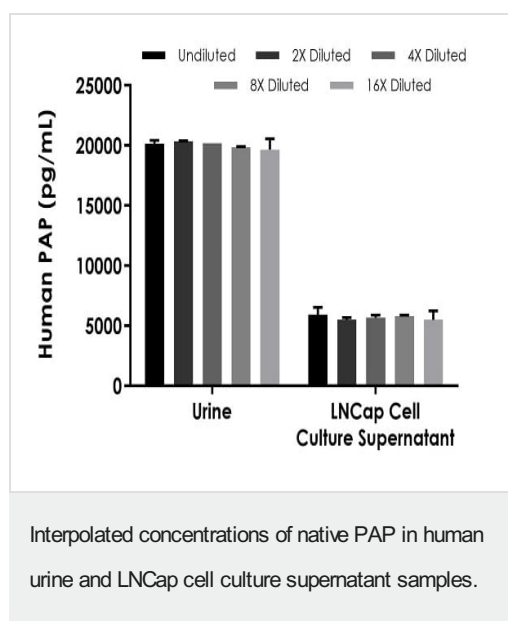 Undiluted 2X Diluted 4X Diluted
8X Diluted 16X Diluted
Human PAP (pg/mL)
25000
20000
15000
10000
5000
0
Urine
LNCap Cell
Culture Supernatant
Interpolated concentrations of native PAP in human
urine and LNCap cell culture supernatant samples.